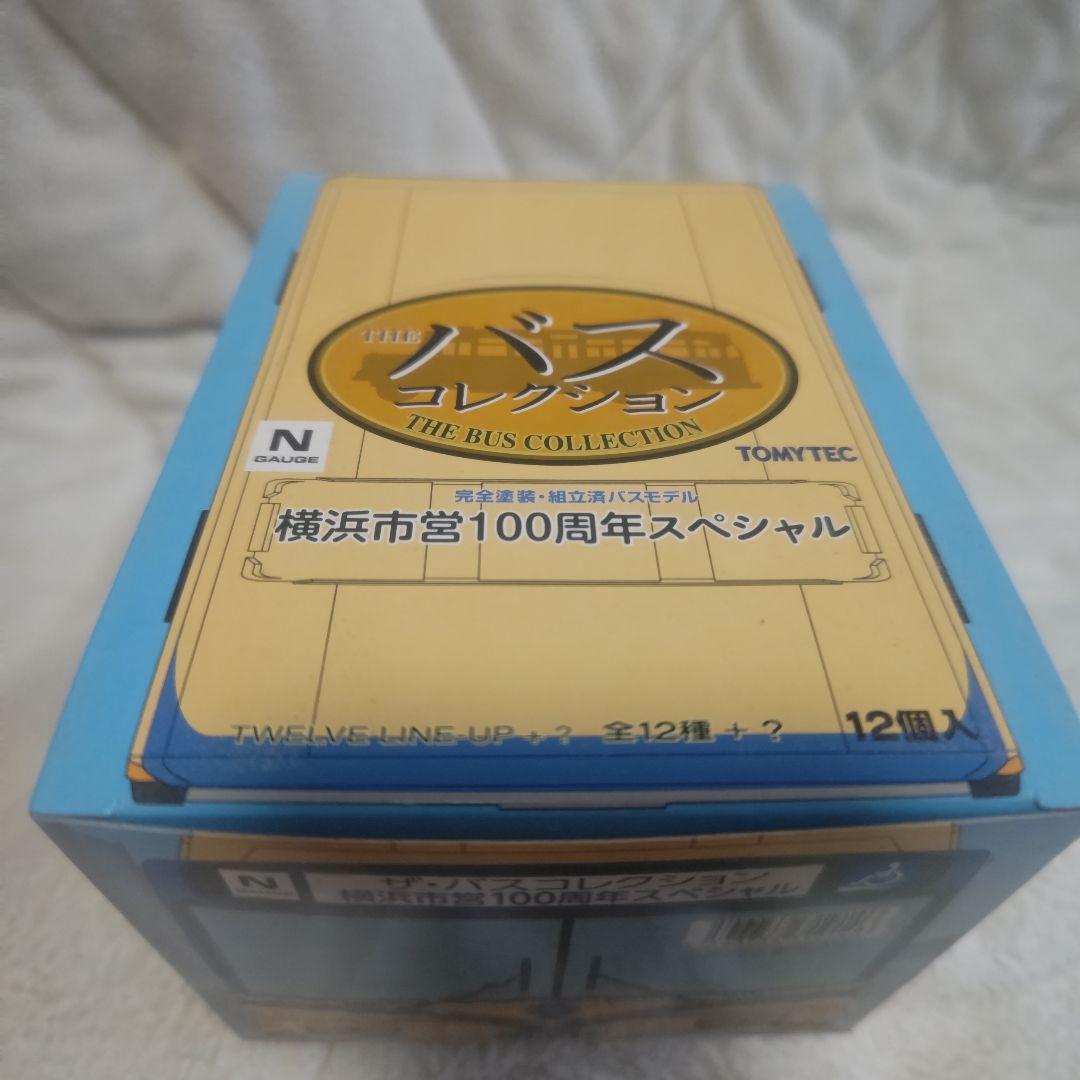 THE バス
コレクション
THE BUS COLLECTION
N
GAUGE
TOMYTEC
完全塗装・組立済バスモデル
横浜市営100周年スペシャル
TWELVE LINE-UP + ? 全12種 + ? 12個入
N
ザ・バスコレクション
横浜市営100周年スペシャル